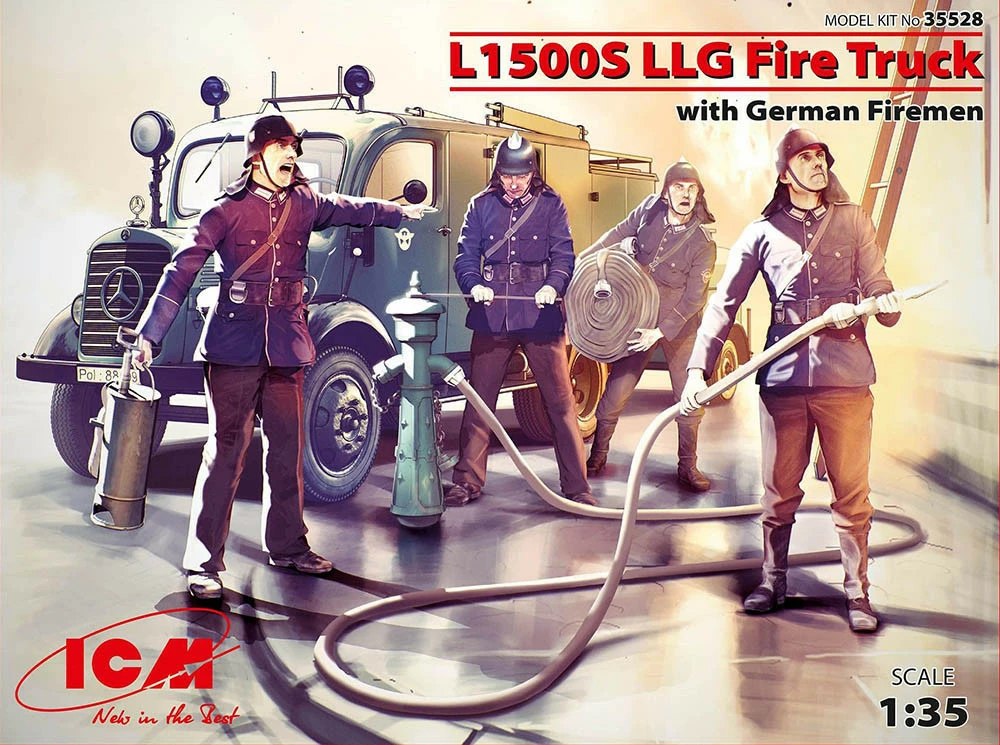 MODEL KIT No 35528
L1500S LLG Fire Truck
with German Firemen
ICM
New in the Best
SCALE
1:35